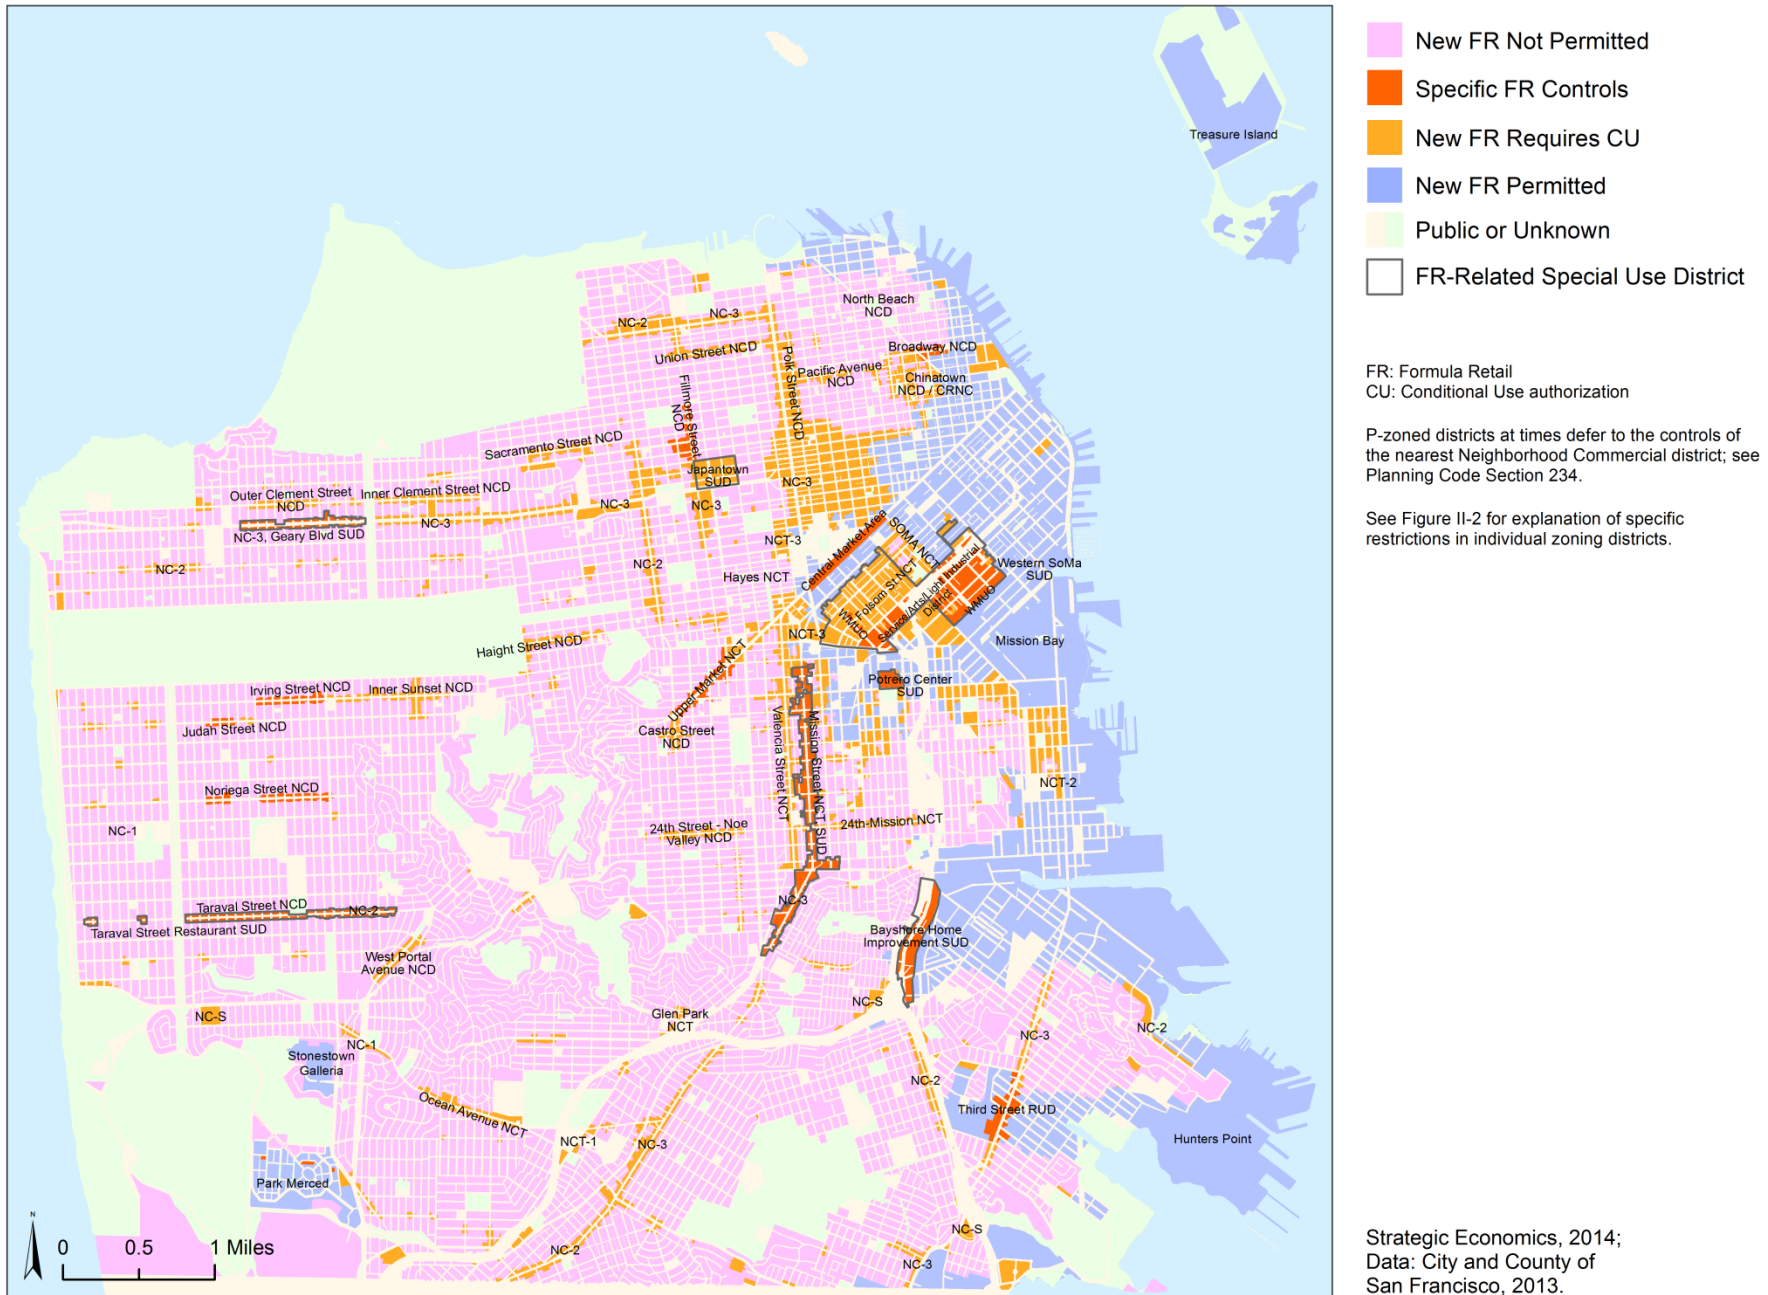 Treasure Island
North Beach
NCD
NC-2
NC-3
Union Street NCD
Polk Street NCD
Pacific Avenue
NCD
Broadway NCD
Chinatown
NCD / CRNC
Fillmore Street
NCD
Sacramento Street NCD
Japantown
SUD
NC-3
NC-3
Outer Clement Street
NCD
Inner Clement Street NCD
NC-3
NC-3
NC-3, Geary Blvd SUD
NCT-3
Central Market Area
SOMA NCT
NC-2
NC-2
Hayes NCT
Folsom St NCT
Service/Arts/Light Industrial
District
Western SoMa
SUD
WMUO
WMUO
NCT-3
Mission Bay
Haight Street NCD
Upper Market NCT
Potrero Center
SUD
Irving Street NCD
Inner Sunset NCD
Judah Street NCD
Castro Street
NCD
Valencia Street NCT
Mission Street NCT SUD
Noriega Street NCD
NCT-2
NC-1
24th Street - Noe
Valley NCD
24th-Mission NCT
Taraval Street NCD
NC-2
NC-3
Taraval Street Restaurant SUD
Bayshore Home
Improvement SUD
West Portal
Avenue NCD
NC-S
NC-S
Glen Park
NCT
NC-3
NC-2
NC-1
Stonestown
Galleria
NC-2
Ocean Avenue NCT
Third Street RUD
NCT-1
NC-3
Hunters Point
Park Merced
NC-S
NC-2
NC-3
N
0 0.5 1 Miles
New FR Not Permitted
Specific FR Controls
New FR Requires CU
New FR Permitted
Public or Unknown
FR-Related Special Use District
FR: Formula Retail
CU: Conditional Use authorization
P-zoned districts at times defer to the controls of
the nearest Neighborhood Commercial district; see
Planning Code Section 234.
See Figure II-2 for explanation of specific
restrictions in individual zoning districts.
Strategic Economics, 2014;
Data: City and County of
San Francisco, 2013.